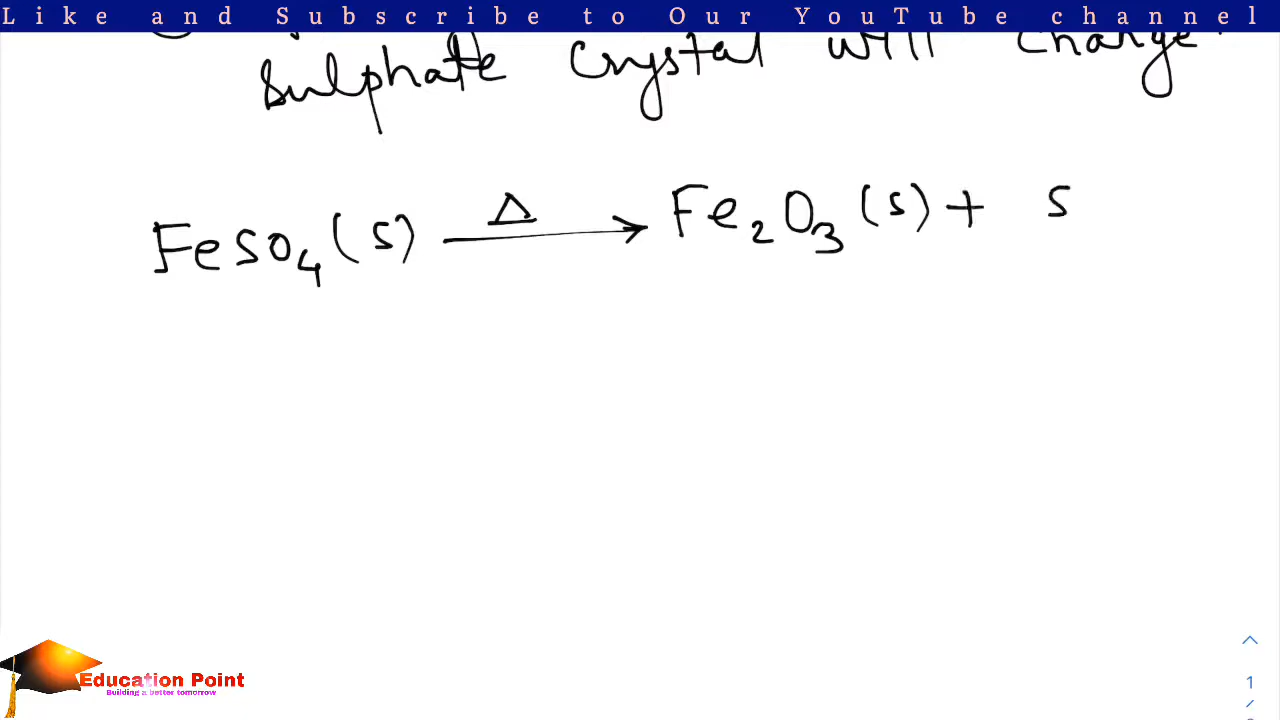 Like and Subscribe to Our YouTube channel
sulphate crystal will change
FeSO₄(s) Δ→ Fe₂O₃(s) + S
Education Point
Building a better tomorrow
1